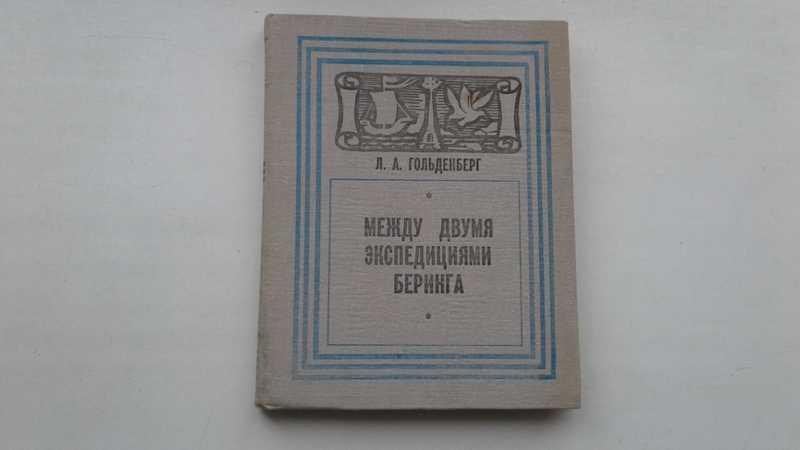 Л. А. ГОЛЬДЕНБЕРГ
МЕЖДУ ДВУМЯ
ЭКСПЕДИЦИЯМИ
БЕРИНГА